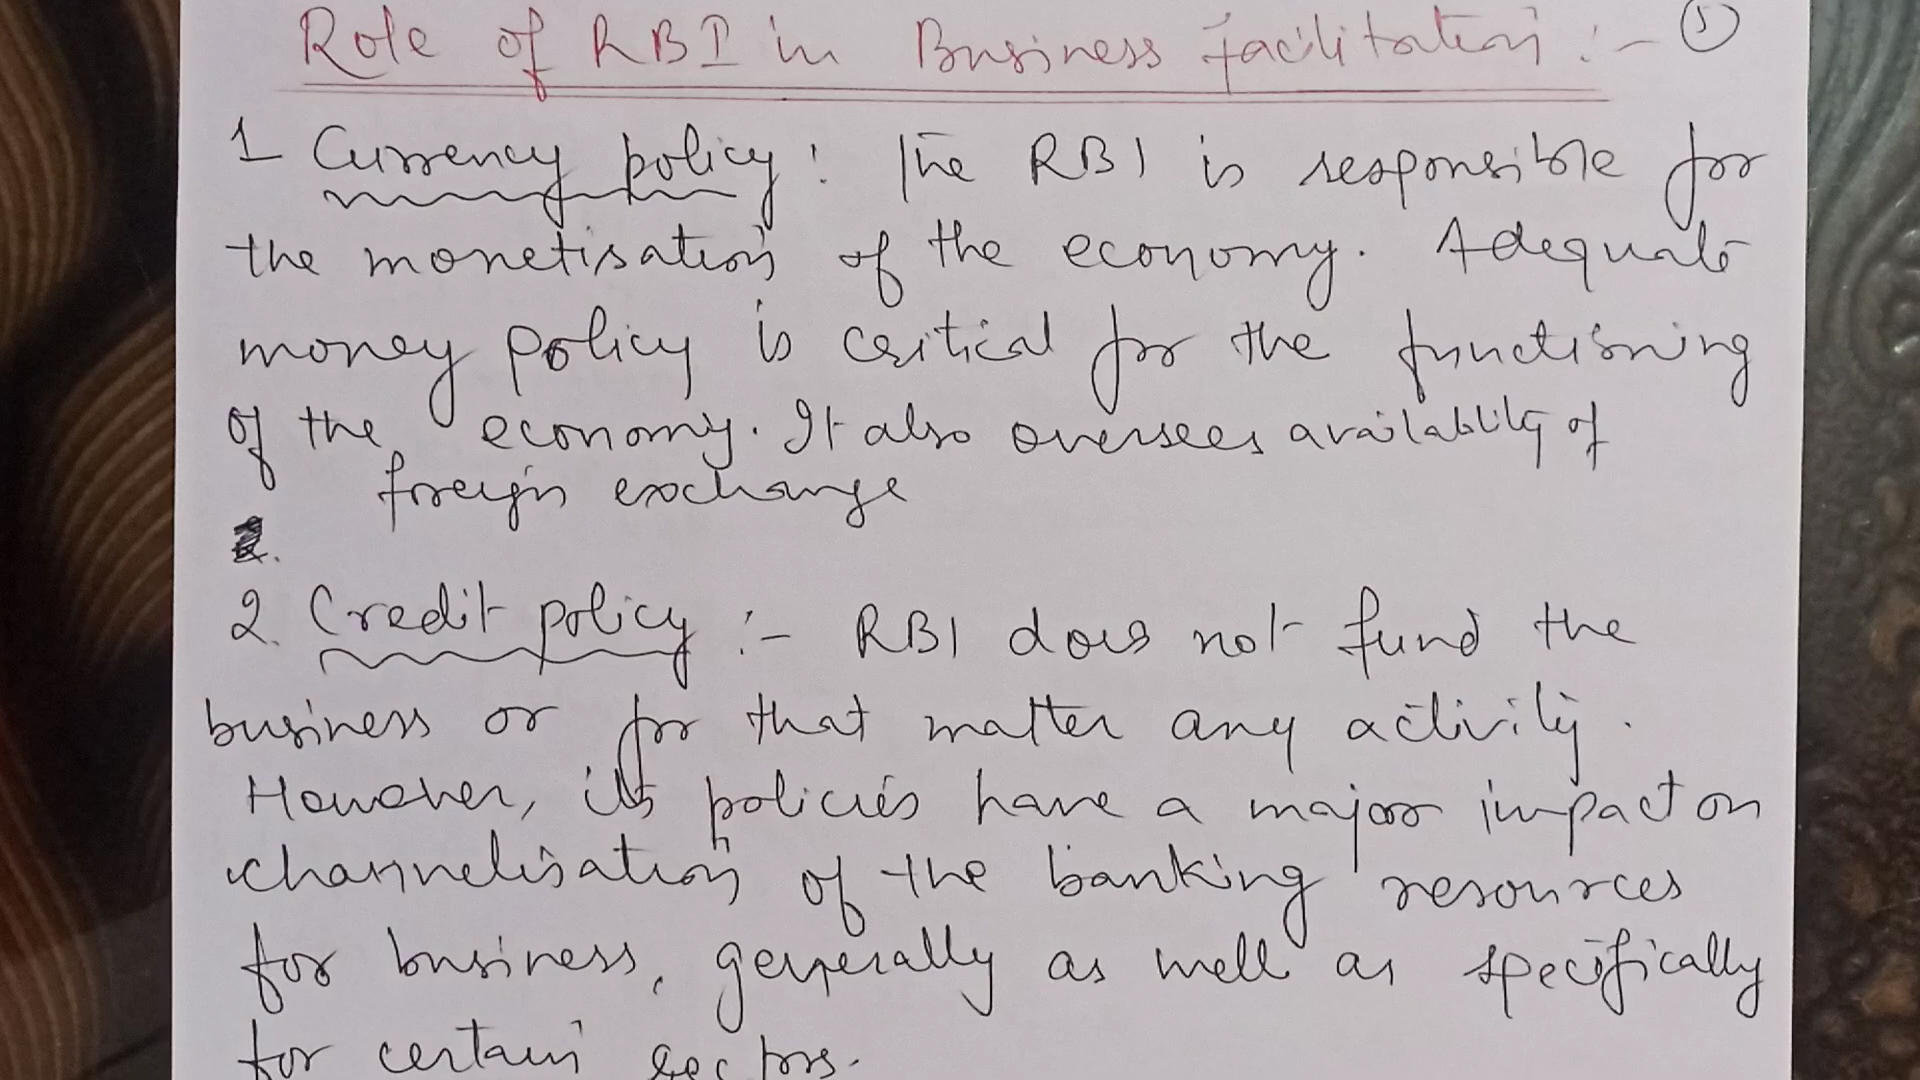 Role of RBI in Business facilitation :- 5
1 Currency policy : The RBI is responsible for
the monetisation of the economy. Adequate
money policy is critical for the functioning
of the economy. It also oversees availablity of
foreign exchange
2. Credit policy :- RBI does not fund the
business or for that matter any activity.
However, its policies have a major impact on
channelisation of the banking resources
for business, generally as well as specifically
for certain sectors.